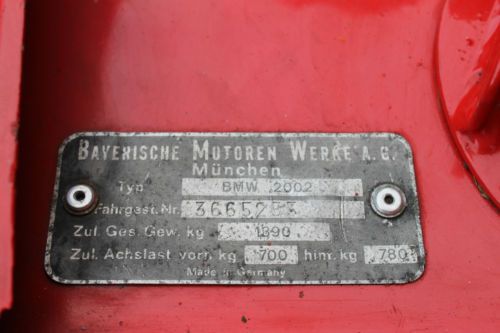 BAYERISCHE MOTOREN WERKE A.G.
München
Typ BMW 2002
Fahrgest. Nr.
Zul. Ges. Gew. kg 1390
Zul. Achslast vorn kg 700 hint. kg 780
Made in Germany